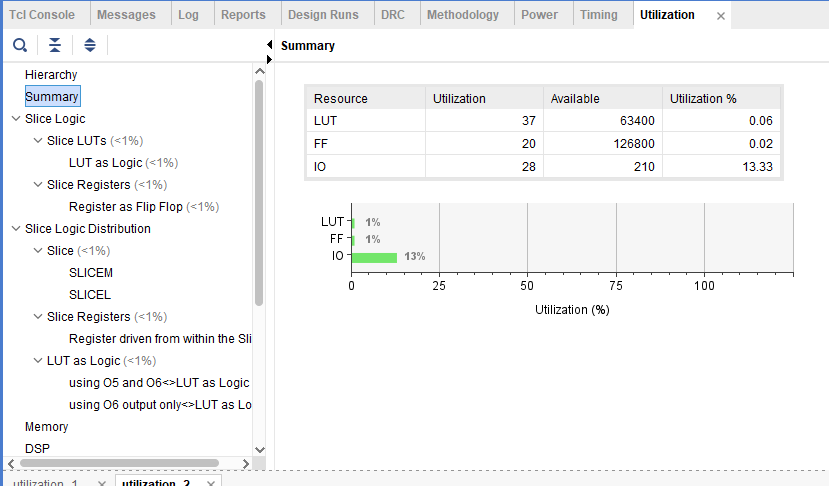 Tcl Console Messages Log Reports Design Runs DRC Methodology Power Timing Utilization
Summary
Hierarchy
Summary
Slice Logic
Slice LUTs (<1%)
LUT as Logic (<1%)
Slice Registers (<1%)
Register as Flip Flop (<1%)
Slice Logic Distribution
Slice (<1%)
SLICEM
SLICEL
Slice Registers (<1%)
Register driven from within the Sli
LUT as Logic (<1%)
using O5 and O6<>LUT as Logic
using O6 output only<>LUT as Lo
Memory
DSP
Resource Utilization Available Utilization %
LUT 37 63400 0.06
FF 20 126800 0.02
IO 28 210 13.33
LUT 1%
FF 1%
IO 13%
0 25 50 75 100
Utilization (%)
utilization_1 utilization_2